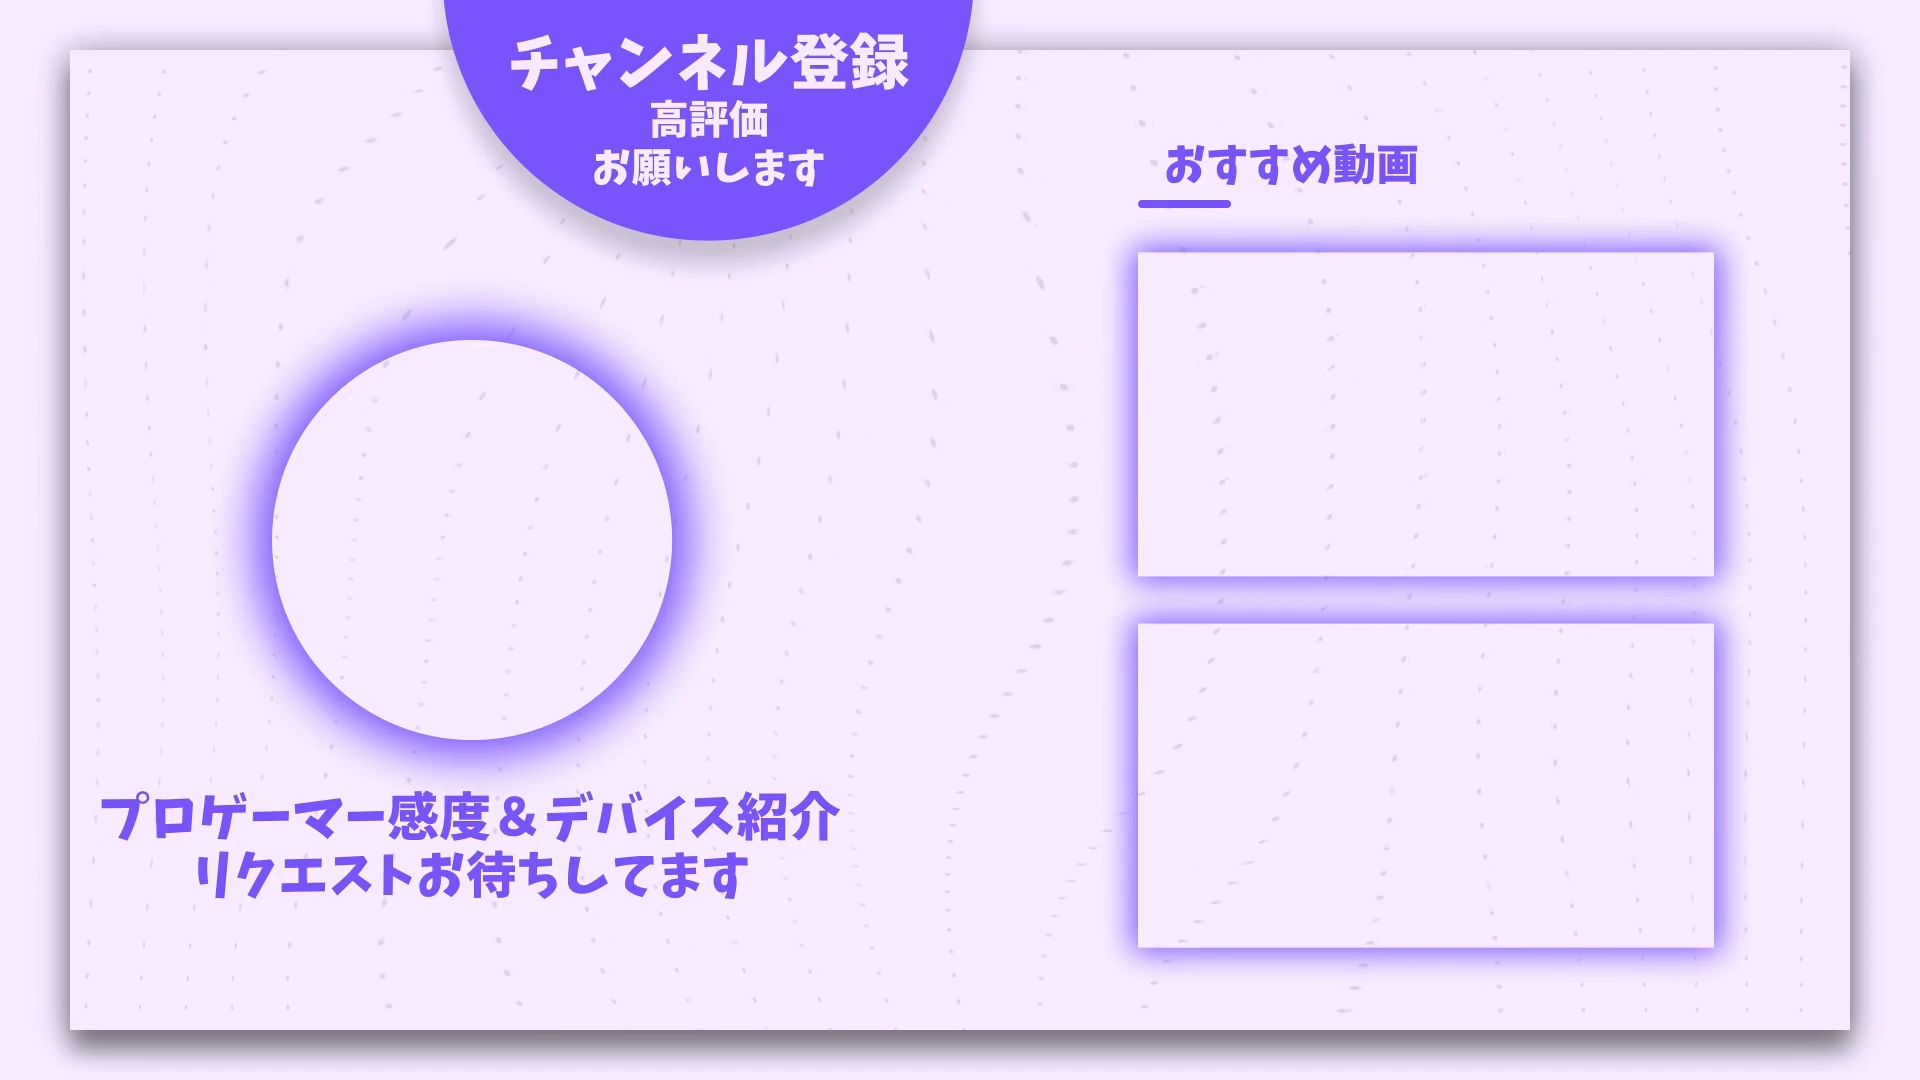 チャンネル登録
高評価
お願いします
おすすめ動画
プロゲーマー感度＆デバイス紹介
リクエストお待ちしてます